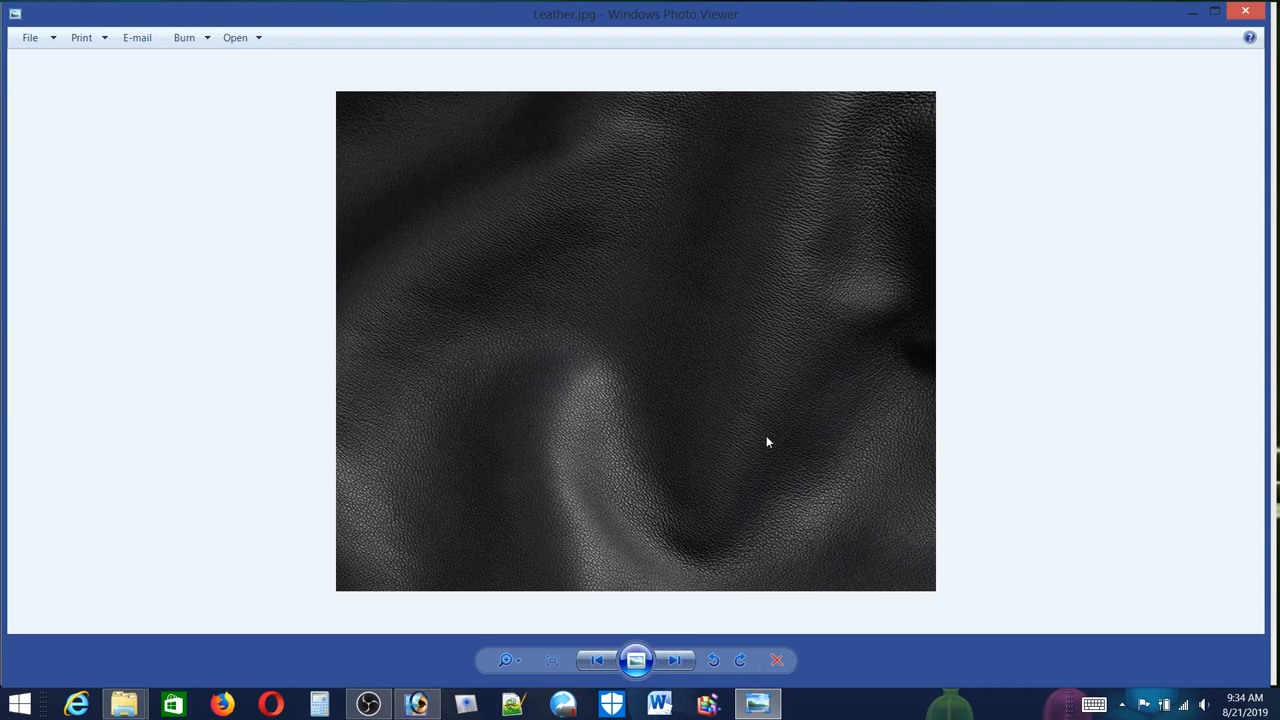 Leather.jpg - Windows Photo Viewer
File Print E-mail Burn Open
9:34 AM
8/21/2019